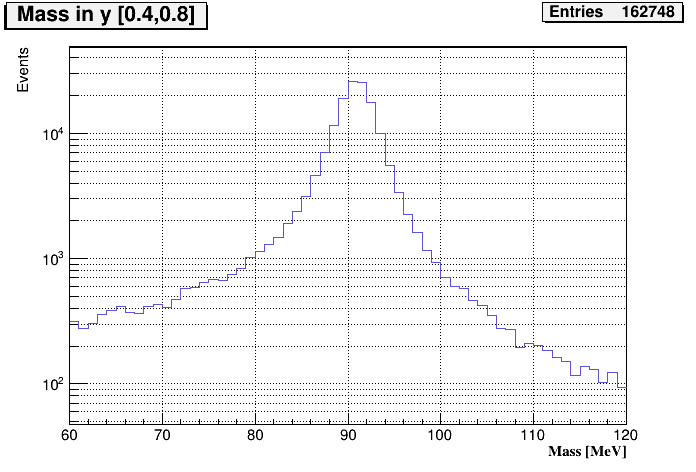 Mass in y [0.4,0.8]
Entries 162748
Events
10^4
10^3
10^2
60 70 80 90 100 110 120
Mass [MeV]